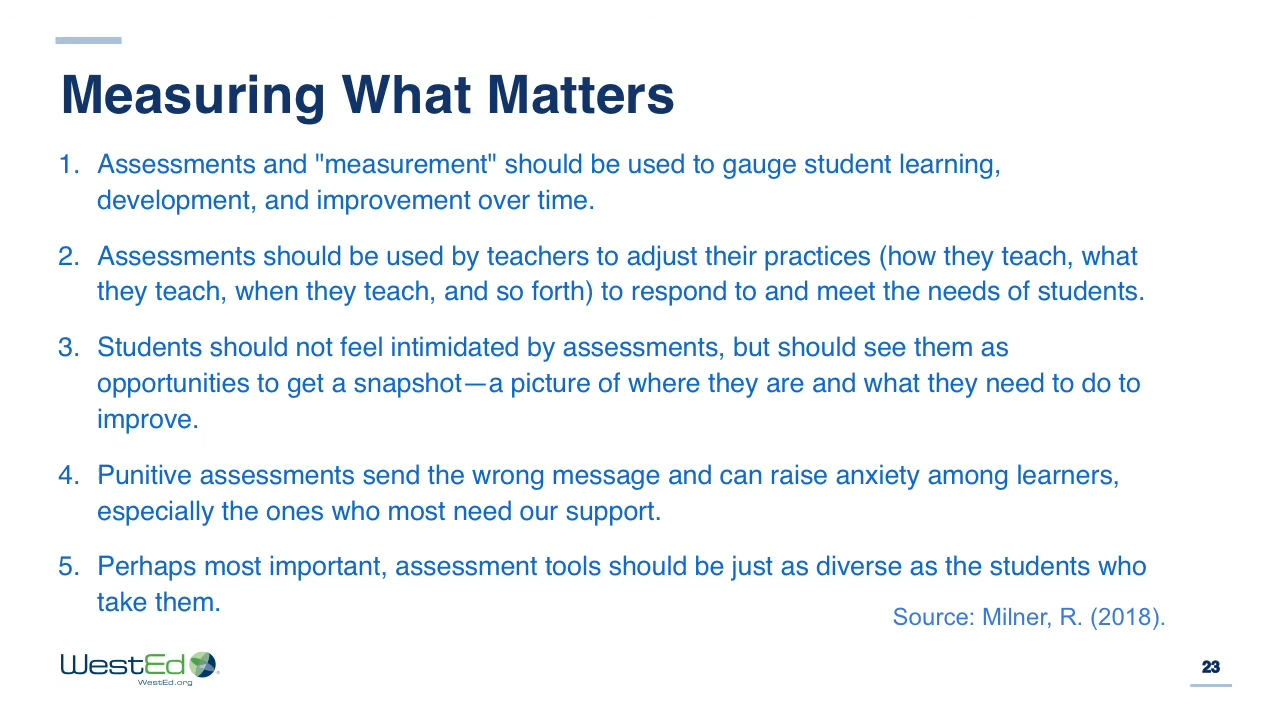 Measuring What Matters
1. Assessments and "measurement" should be used to gauge student learning,
development, and improvement over time.
2. Assessments should be used by teachers to adjust their practices (how they teach, what
they teach, when they teach, and so forth) to respond to and meet the needs of students.
3. Students should not feel intimidated by assessments, but should see them as
opportunities to get a snapshot—a picture of where they are and what they need to do to
improve.
4. Punitive assessments send the wrong message and can raise anxiety among learners,
especially the ones who most need our support.
5. Perhaps most important, assessment tools should be just as diverse as the students who
take them.
Source: Milner, R. (2018).
WestEd
WestEd.org
23